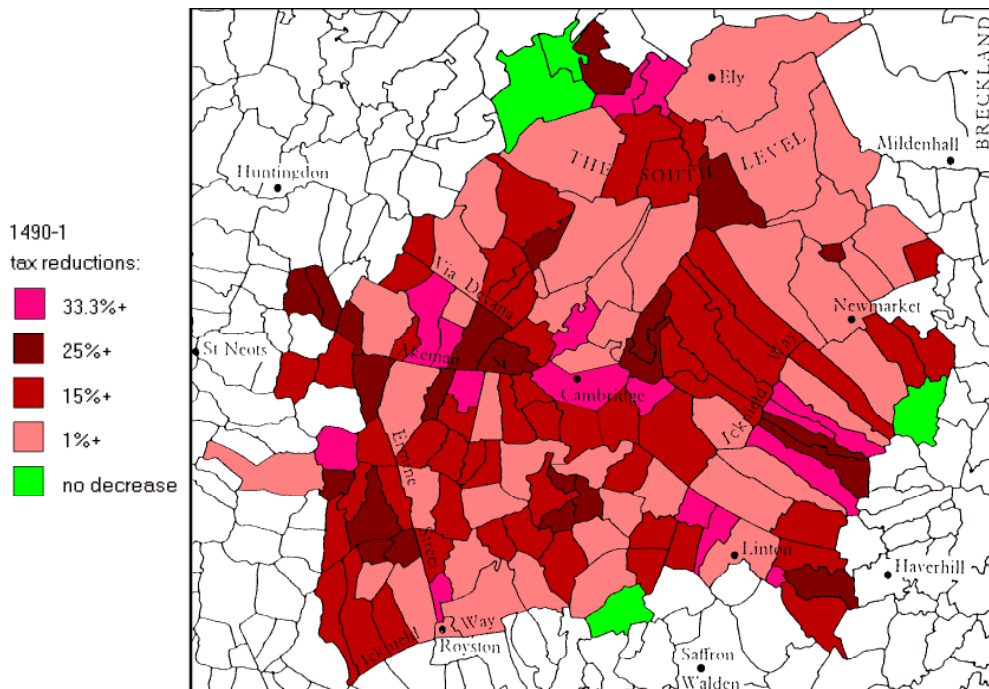 1490-1
tax reductions:
33.3%+
25%+
15%+
1%+
no decrease
BRECKLAND
Ely
Mildenhall
THE SOUTH LEVEL
Huntingdon
Via Devana
Newmarket
St Neots
Akeman St
Cambridge
Icknield Way
Ermine Street
Linton
Haverhill
Icknield Way
Royston
Saffron
Walden